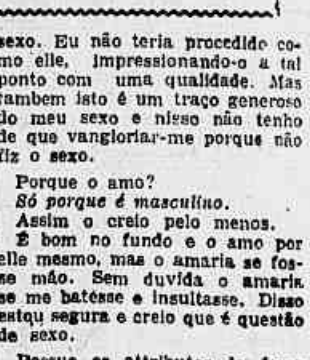 sexo. Eu não teria procedido co-
mo elle, impressionando-o a tal
ponto com uma qualidade. Mas
tambem isto é um traço generoso
do meu sexo e nisso não tenho
de que vangloriar-me porque não
fiz o sexo.
Porque o amo?
Só porque é masculino.
Assim o creio pelo menos.
É bom no fundo e o amo por
elle mesmo, mas o amaria se fos-
se mão. Sem duvida o amaria
se me batesse e insultasse. Disso
estqu segura e creio que é questão
de sexo.